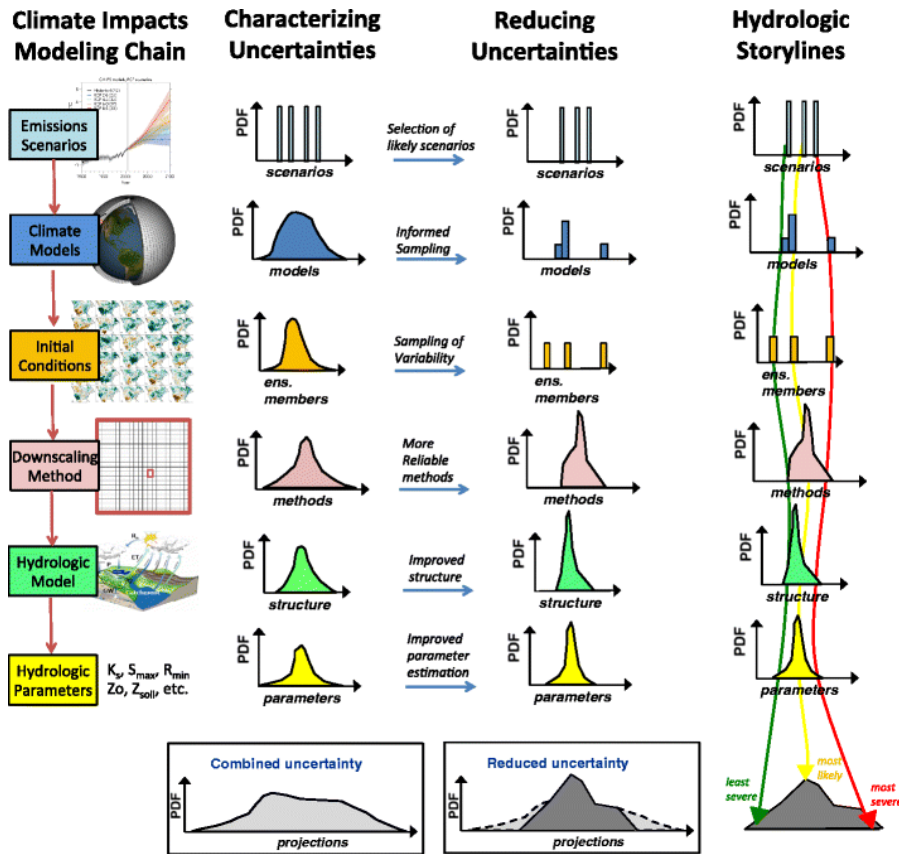 Climate Impacts
Modeling Chain
Characterizing
Uncertainties
Reducing
Uncertainties
Hydrologic
Storylines
Emissions
Scenarios
PDF
scenarios
Selection of
likely scenarios
PDF
scenarios
PDF
scenarios
Climate
Models
PDF
models
Informed
Sampling
PDF
models
PDF
models
Initial
Conditions
PDF
ens.
members
Sampling of
Variability
PDF
ens.
members
PDF
ens.
members
Downscaling
Method
PDF
methods
More
Reliable
methods
PDF
methods
PDF
methods
Hydrologic
Model
PDF
structure
Improved
structure
PDF
structure
PDF
structure
Hydrologic
Parameters
Ks, Smax, Rmin
Zo, Zsoil, etc.
PDF
parameters
Improved
parameter
estimation
PDF
parameters
PDF
parameters
Combined uncertainty
PDF
projections
Reduced uncertainty
PDF
projections
least
severe
most
likely
most
severe